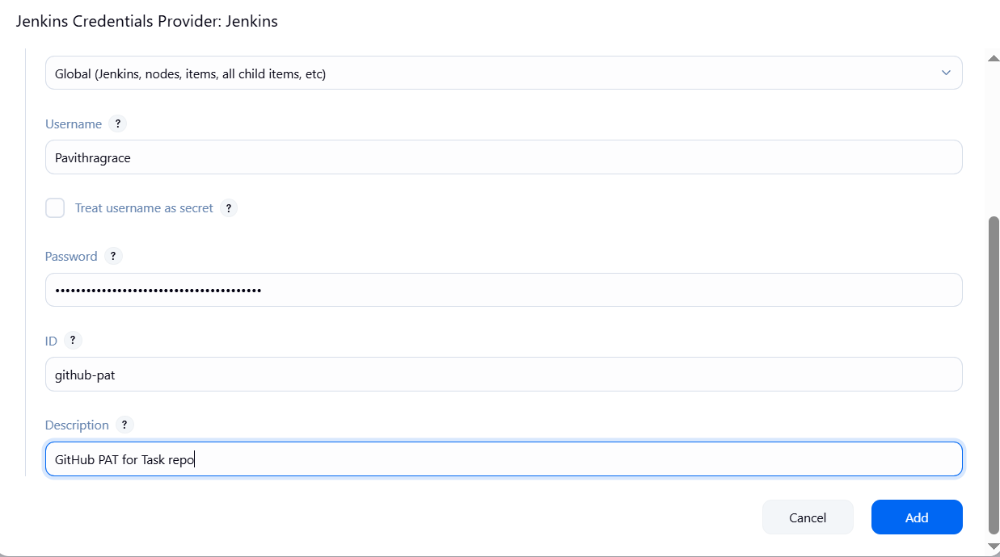 Jenkins Credentials Provider: Jenkins
Global (Jenkins, nodes, items, all child items, etc)
Username ?
Pavithragrace
Treat username as secret ?
Password ?
••••••••••••••••••••••••••••••••••••••••
ID ?
github-pat
Description ?
GitHub PAT for Task repo
Cancel Add